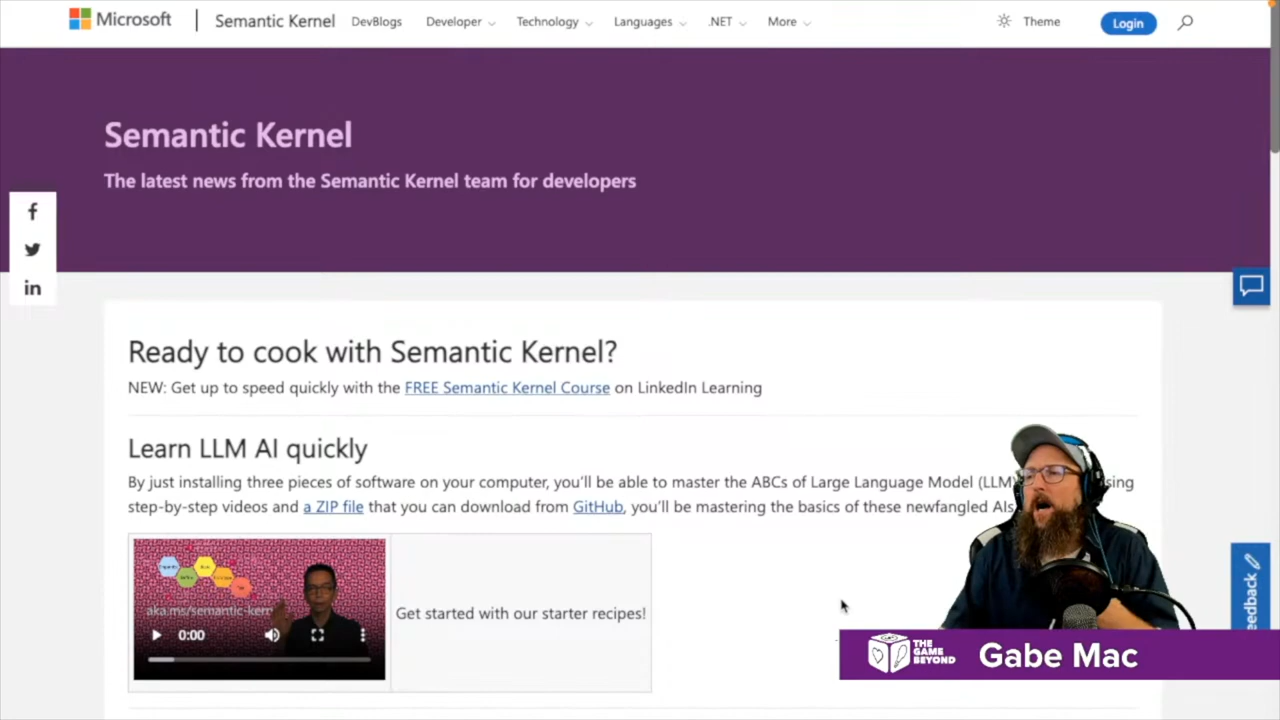 Microsoft
Semantic Kernel
DevBlogs
Developer
Technology
Languages
.NET
More
Theme
Login
Semantic Kernel
The latest news from the Semantic Kernel team for developers
Ready to cook with Semantic Kernel?
NEW: Get up to speed quickly with the FREE Semantic Kernel Course on LinkedIn Learning
Learn LLM AI quickly
By just installing three pieces of software on your computer, you'll be able to master the ABCs of Large Language Model (LLM
step-by-step videos and a ZIP file that you can download from GitHub, you'll be mastering the basics of these newfangled AIs
aka.ms/semantic-kern
0:00
Get started with our starter recipes!
edback
THE GAME BEYOND
Gabe Mac